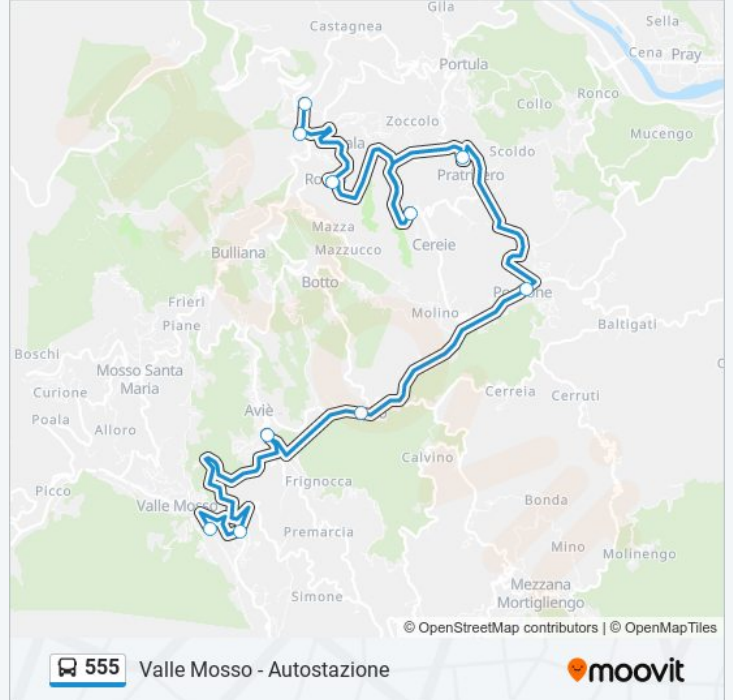 Gila
Castagnea
Sella
Portula
Cena Pray
Ronco
Collo
Zoccolo
Mucengo
Scoldo
Mazza
Cereie
Bulliana
Mazzucco
Botto
Frieri
Piane
Molino
Baltigati
Boschi
Mosso Santa
Maria
Curione
Cerreia
Cerruti
Poala
Aviè
Alloro
Calvino
Picco
Frignocca
Valle Mosso
Bonda
Premarcia
Mino
Molinengo
Simone
Mezzana
Mortigliengo
© OpenStreetMap contributors | © OpenMapTiles
555 Valle Mosso - Autostazione
moovit